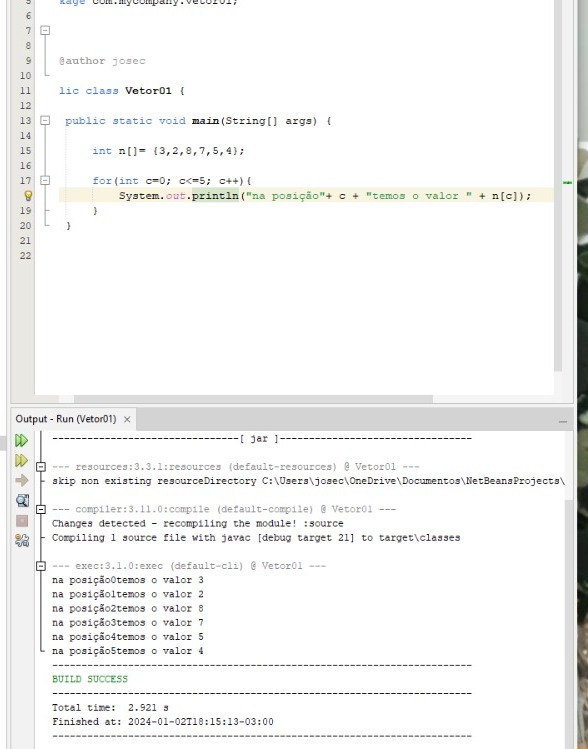 5 kage com.mycompany.vetor01;
6
7
8
9 @author josec
10
11 lic class Vetor01 {
12
13 public static void main(String[] args) {
14
15 int n[]= {3,2,8,7,5,4};
16
17 for(int c=0; c<=5; c++){
System.out.println("na posição"+ c + "temos o valor " + n[c]);
19 }
20 }
21
22
Output - Run (Vetor01) ×
--------------------------------[ jar ]---------------------------------
--- resources:3.3.1:resources (default-resources) @ Vetor01 ---
skip non existing resourceDirectory C:\Users\josec\OneDrive\Documentos\NetBeansProjects\
--- compiler:3.11.0:compile (default-compile) @ Vetor01 ---
Changes detected - recompiling the module! :source
Compiling 1 source file with javac [debug target 21] to target\classes
--- exec:3.1.0:exec (default-cli) @ Vetor01 ---
na posição0temos o valor 3
na posição1temos o valor 2
na posição2temos o valor 8
na posição3temos o valor 7
na posição4temos o valor 5
na posição5temos o valor 4
------------------------------------------------------------------------
BUILD SUCCESS
------------------------------------------------------------------------
Total time:  2.921 s
Finished at: 2024-01-02T18:15:13-03:00
------------------------------------------------------------------------